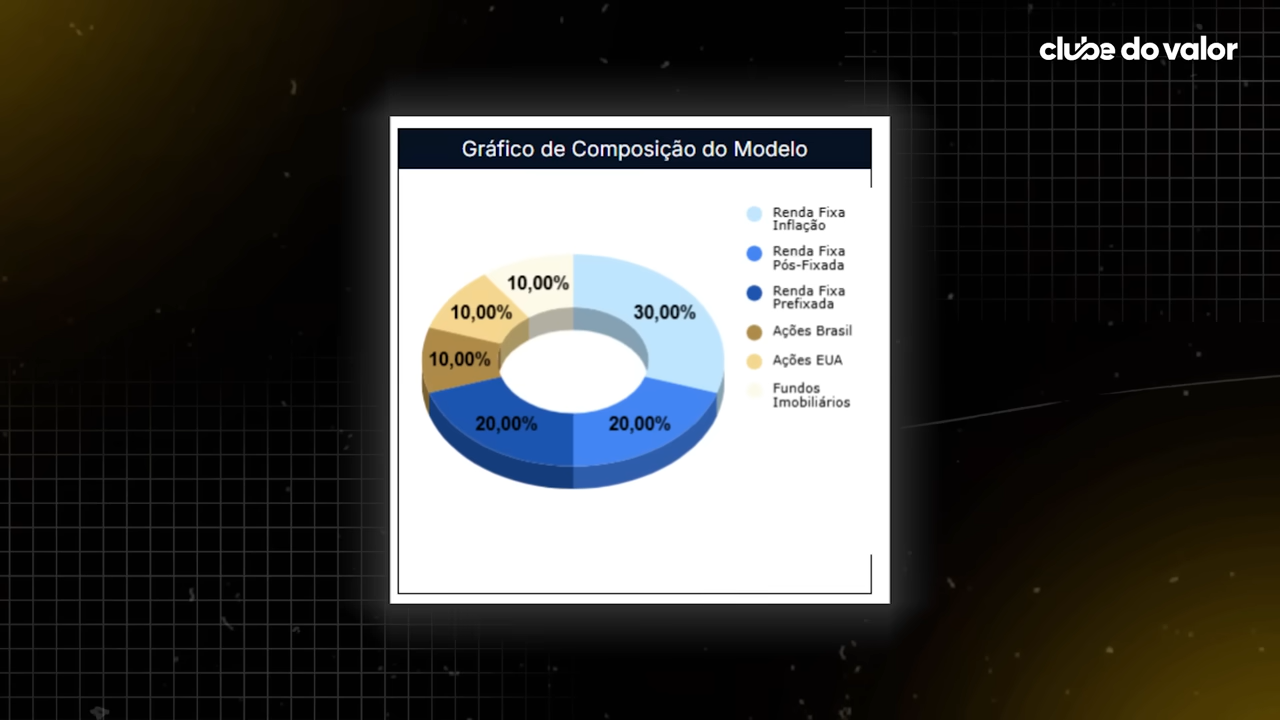 clube do valor
Gráfico de Composição do Modelo
Renda Fixa
Inflação
Renda Fixa
Pós-Fixada
Renda Fixa
Prefixada
Ações Brasil
Ações EUA
Fundos
Imobiliários
10,00%
30,00%
10,00%
10,00%
20,00%
20,00%